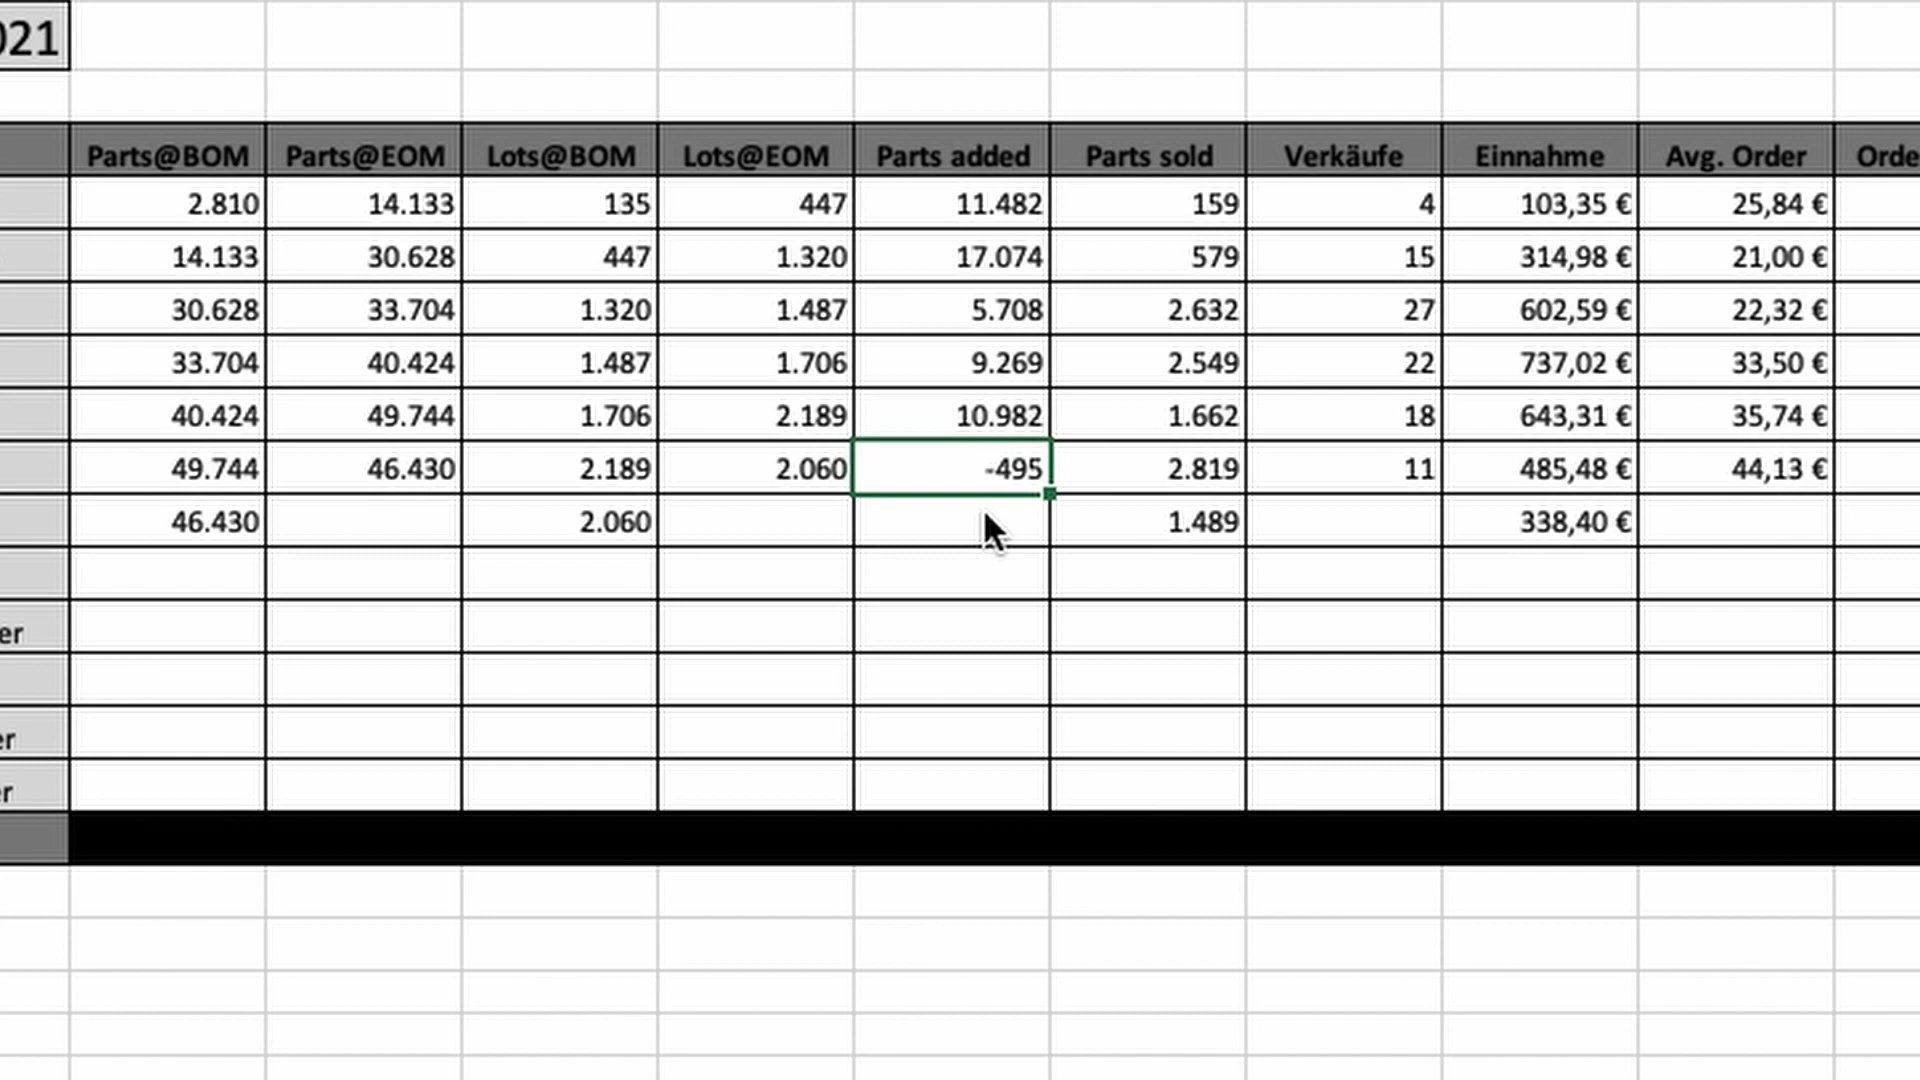 021
Parts@BOM Parts@EOM Lots@BOM Lots@EOM Parts added Parts sold Verkäufe Einnahme Avg. Order Orde
2.810 14.133 135 447 11.482 159 4 103,35 € 25,84 €
14.133 30.628 447 1.320 17.074 579 15 314,98 € 21,00 €
30.628 33.704 1.320 1.487 5.708 2.632 27 602,59 € 22,32 €
33.704 40.424 1.487 1.706 9.269 2.549 22 737,02 € 33,50 €
40.424 49.744 1.706 2.189 10.982 1.662 18 643,31 € 35,74 €
49.744 46.430 2.189 2.060 -495 2.819 11 485,48 € 44,13 €
46.430 2.060 1.489 338,40 €
er
er
er